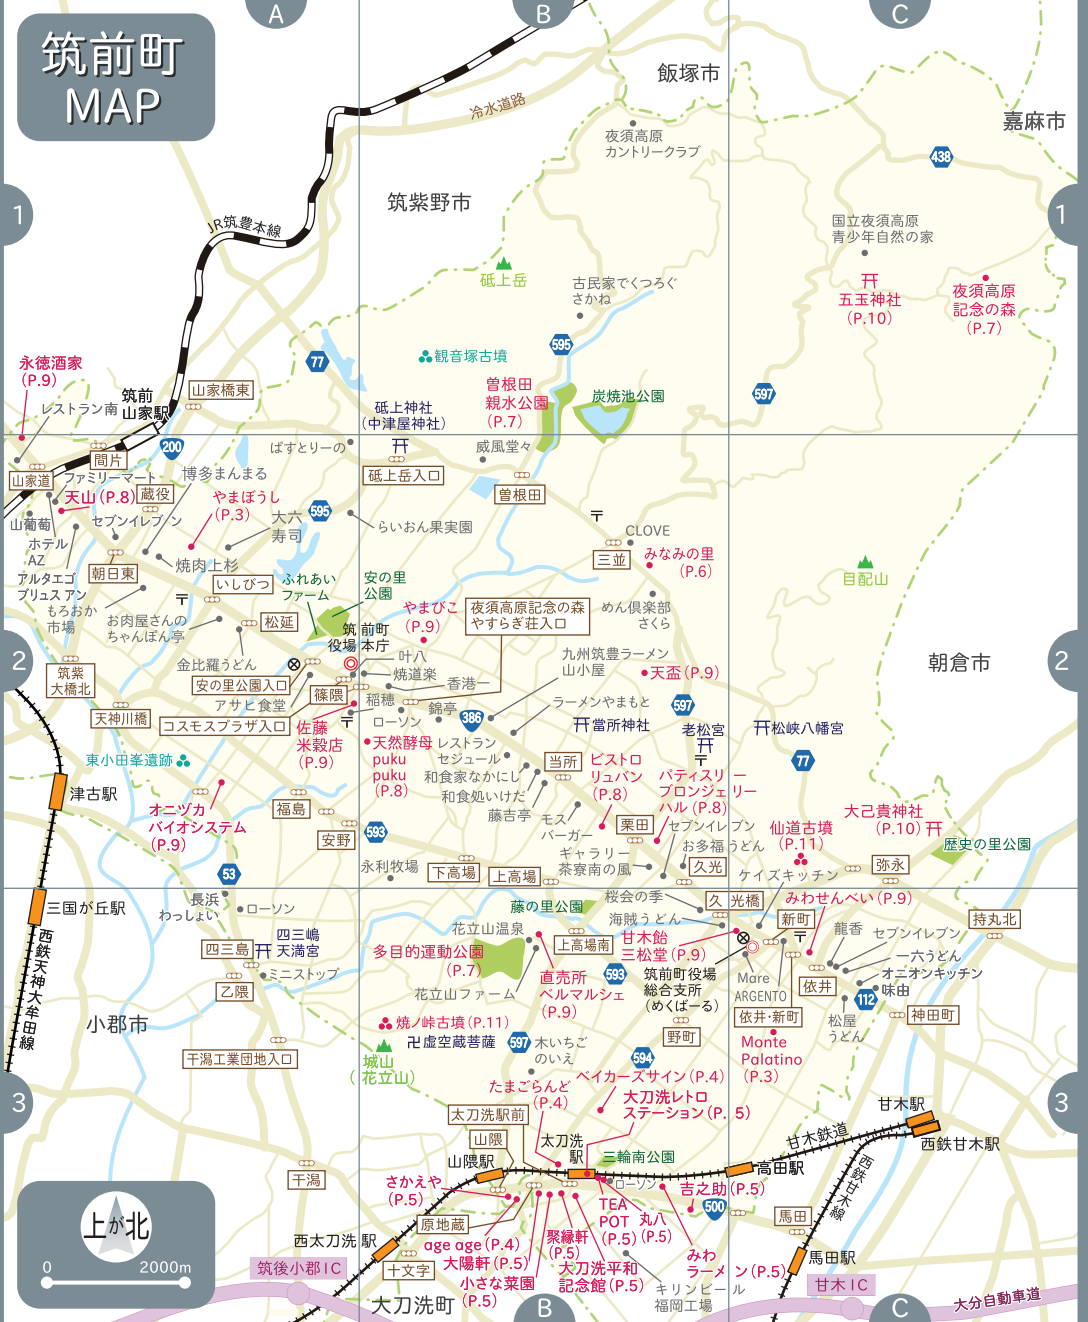 筑前町
MAP
A
B
C
1
1
飯塚市
嘉麻市
冷水道路
夜須高原
カントリークラブ
438
筑紫野市
JR筑豊本線
国立夜須高原
青少年自然の家
砥上岳
古民家でくつろぐ
さかね
五玉神社
(P.10)
夜須高原
記念の森
(P.7)
595
77
観音塚古墳
永徳酒家
(P.9)
曽根田
親水公園
(P.7)
炭焼池公園
597
山家橋東
筑前
山家駅
レストラン南
砥上神社
(中津屋神社)
200
ぱすとりーの
威風堂々
間片
山家道
ファミリーマート
博多まんまる
砥上岳入口
曽根田
天山(P.8)
蔵役
やまぼうし
(P.3)
595
大六
寿司
らいおん果実園
山葡萄
セブンイレブン
CLOVE
ホテル
AZ
焼肉上杉
三並
みなみの里
(P.6)
朝日東
アルタエゴ
ブリュス アン
いしびつ
ふれあい
ファーム
安の里
公園
目配山
もろおか
市場
お肉屋さんの
ちゃんぽん亭
松延
やまびこ
(P.9)
夜須高原記念の森
やすらぎ荘入口
めん倶楽部
さくら
筑前町
役場本庁
2
2
金比羅うどん
叶八
焼道楽
九州筑豊ラーメン
山小屋
天盃(P.9)
朝倉市
筑紫
大橋北
安の里公園入口
篠隈
香港一
アサヒ食堂
稲穂
錦亭
ラーメンやまもと
597
天神川橋
コスモスプラザ入口
ローソン
386
當所神社
老松宮
松峡八幡宮
佐藤
米穀店
(P.9)
天然酵母
puku
puku
(P.8)
レストラン
セジュール
77
東小田峯遺跡
当所
ビストロ
リュバン
(P.8)
和食家なかにし
パティスリー
ブロンジェリー
ハル(P.8)
津古駅
和食処いけだ
オニヅカ
バイオシステム
(P.9)
福島
藤吉亭
モス
バーガー
栗田
セブンイレブン
仙道古墳
(P.11)
大己貴神社
(P.10)
安野
593
お多福うどん
歴史の里公園
ギャラリー
茶寮南の風
久光
弥永
53
永利牧場
下高場
上高場
ケイズキッチン
桜会の季
久光橋
みわせんべい(P.9)
長浜
わっしょい
ローソン
藤の里公園
海賊うどん
新町
持丸北
三国が丘駅
花立山温泉
龍香
セブンイレブン
四三島
四三嶋
天満宮
多目的運動公園
(P.7)
上高場南
甘木飴
三松堂(P.9)
一六うどん
西鉄天神大牟田線
ミニストップ
直売所
ベルマルシェ
(P.9)
593
筑前町役場
総合支所
(めくばーる)
Mare
ARGENTO
依井
オニオンキッチン
味由
乙隈
花立山ファーム
112
小郡市
焼ノ峠古墳(P.11)
依井・新町
松屋
うどん
神田町
虚空蔵菩薩
597
木いちご
のいえ
野町
干潟工業団地入口
城山
(花立山)
594
Monte
Palatino
(P.3)
3
3
たまごらんど
(P.4)
ベイカーズサイン(P.4)
太刀洗駅前
大刀洗レトロ
ステーション(P.5)
甘木駅
山隈
太刀洗
駅
甘木鉄道
西鉄甘木駅
山隈駅
三輪南公園
高田駅
西鉄甘木線
干潟
さかえや
(P.5)
ローソン
吉之助(P.5)
500
TEA
POT
(P.5)
丸八
(P.5)
馬田
上が北
原地蔵
西太刀洗駅
age age(P.4)
大陽軒(P.5)
聚縁軒
(P.5)
みわ
ラーメン(P.5)
馬田駅
0
2000m
筑後小郡IC
十文字
小さな菜園
(P.5)
大刀洗平和
記念館(P.5)
キリンビール
福岡工場
甘木IC
大刀洗町
大分自動車道
B
C